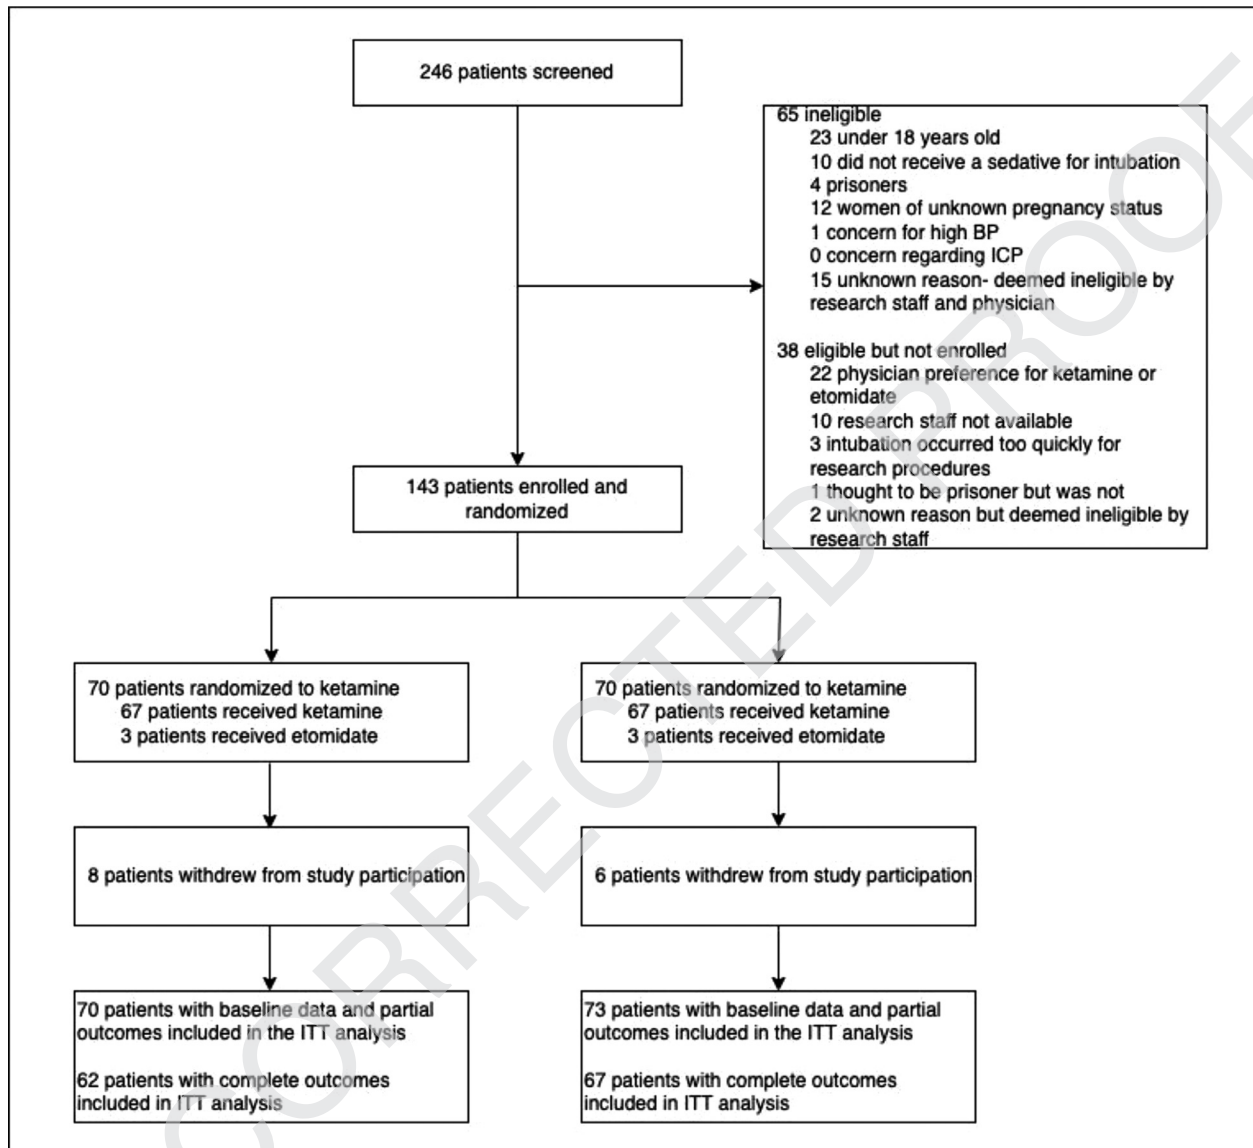 246 patients screened
65 ineligible
23 under 18 years old
10 did not receive a sedative for intubation
4 prisoners
12 women of unknown pregnancy status
1 concern for high BP
0 concern regarding ICP
15 unknown reason- deemed ineligible by
research staff and physician
38 eligible but not enrolled
22 physician preference for ketamine or
etomidate
10 research staff not available
3 intubation occurred too quickly for
research procedures
1 thought to be prisoner but was not
2 unknown reason but deemed ineligible by
research staff
143 patients enrolled and
randomized
70 patients randomized to ketamine
67 patients received ketamine
3 patients received etomidate
70 patients randomized to ketamine
67 patients received ketamine
3 patients received etomidate
8 patients withdrew from study participation
6 patients withdrew from study participation
70 patients with baseline data and partial
outcomes included in the ITT analysis
62 patients with complete outcomes
included in ITT analysis
73 patients with baseline data and partial
outcomes included in the ITT analysis
67 patients with complete outcomes
included in ITT analysis
CORRECTED PROOF